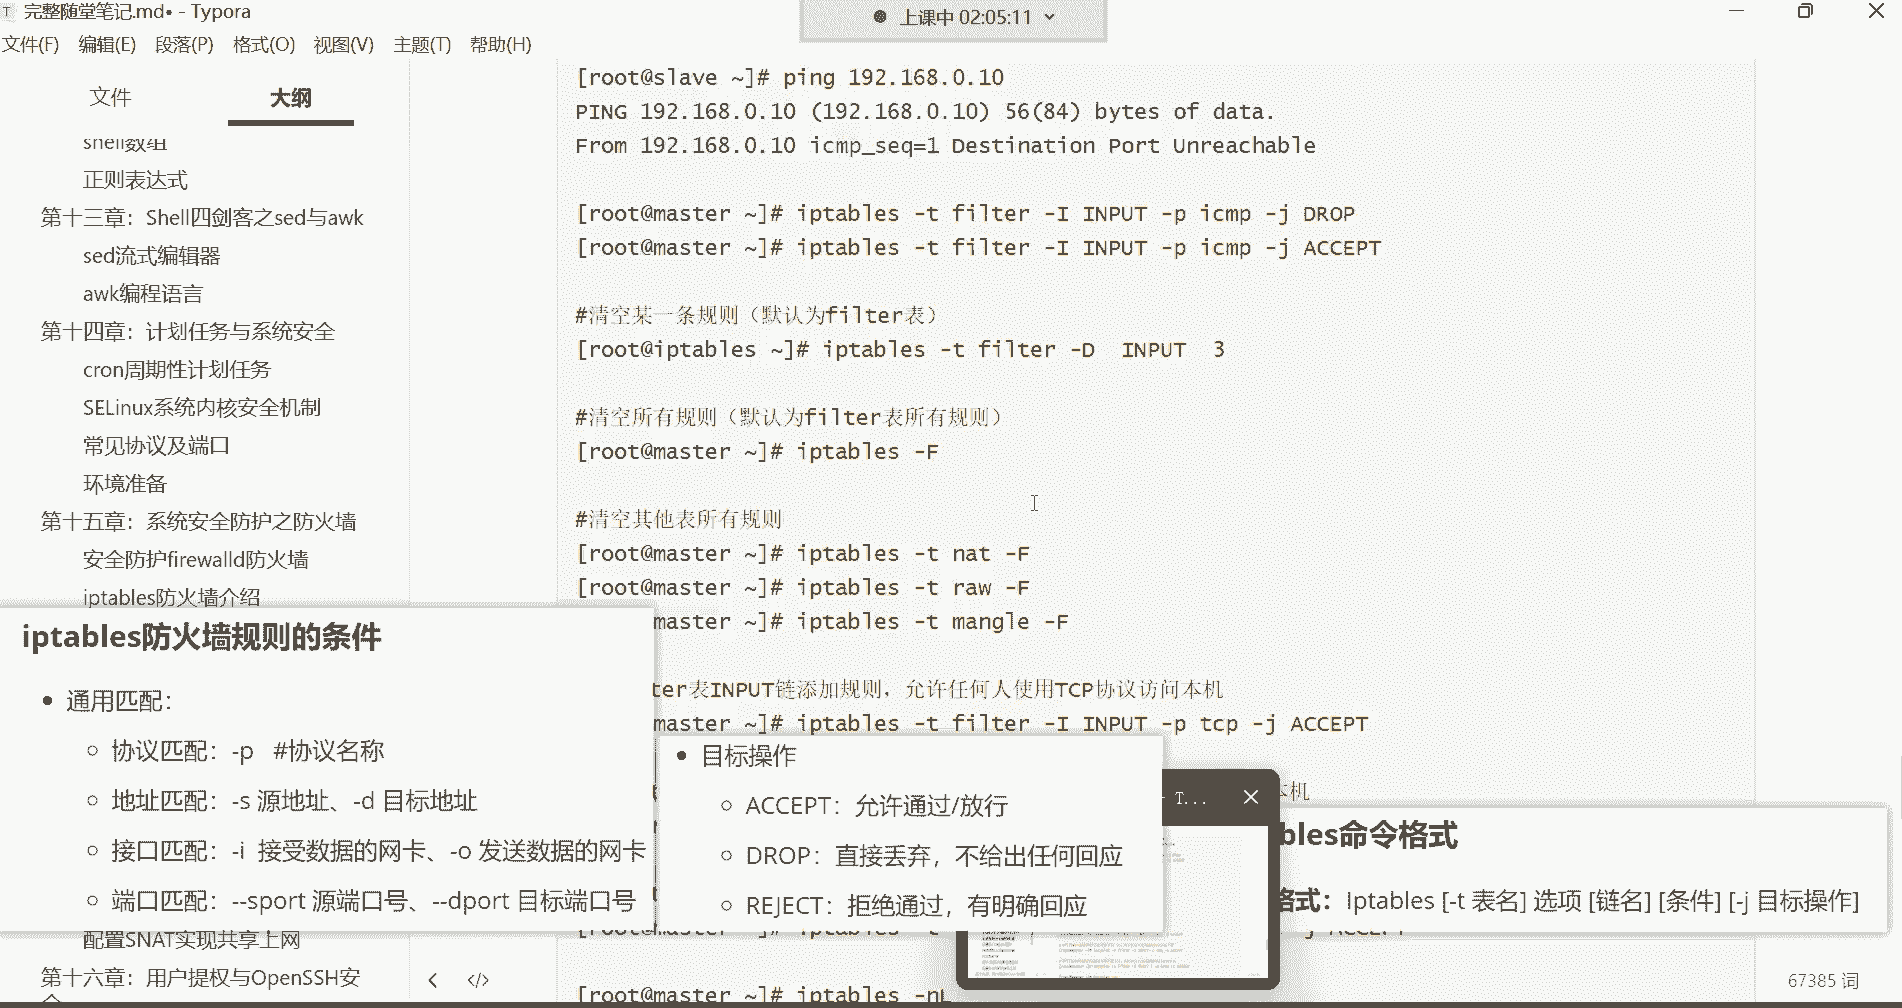 完整随堂笔记.md• - Typora
上课中 02:05:11
文件(F) 编辑(E) 段落(P) 格式(O) 视图(V) 主题(T) 帮助(H)
文件 大纲
shell数组
正则表达式
第十三章：Shell四剑客之sed与awk
sed流式编辑器
awk编程语言
第十四章：计划任务与系统安全
cron周期性计划任务
SELinux系统内核安全机制
常见协议及端口
环境准备
第十五章：系统安全防护之防火墙
安全防护firewalld防火墙
iptables防火墙介绍
配置SNAT实现共享上网
第十六章：用户提权与OpenSSH安
[root@slave ~]# ping 192.168.0.10
PING 192.168.0.10 (192.168.0.10) 56(84) bytes of data.
From 192.168.0.10 icmp_seq=1 Destination Port Unreachable
[root@master ~]# iptables -t filter -I INPUT -p icmp -j DROP
[root@master ~]# iptables -t filter -I INPUT -p icmp -j ACCEPT
#清空某一条规则（默认为filter表）
[root@iptables ~]# iptables -t filter -D INPUT 3
#清空所有规则（默认为filter表所有规则）
[root@master ~]# iptables -F
#清空其他表所有规则
[root@master ~]# iptables -t nat -F
[root@master ~]# iptables -t raw -F
master ~]# iptables -t mangle -F
ter表INPUT链添加规则，允许任何人使用TCP协议访问本机
master ~]# iptables -t filter -I INPUT -p tcp -j ACCEPT
本机
[root@master ~]# iptables -nL
iptables防火墙规则的条件
• 通用匹配：
○ 协议匹配：-p #协议名称
○ 地址匹配：-s 源地址、-d 目标地址
○ 接口匹配：-i 接受数据的网卡、-o 发送数据的网卡
○ 端口匹配：--sport 源端口号、--dport 目标端口号
• 目标操作
○ ACCEPT：允许通过/放行
○ DROP：直接丢弃，不给出任何回应
○ REJECT：拒绝通过，有明确回应
T...
bles命令格式
格式：Iptables [-t 表名] 选项 [链名] [条件] [-j 目标操作]
67385 词